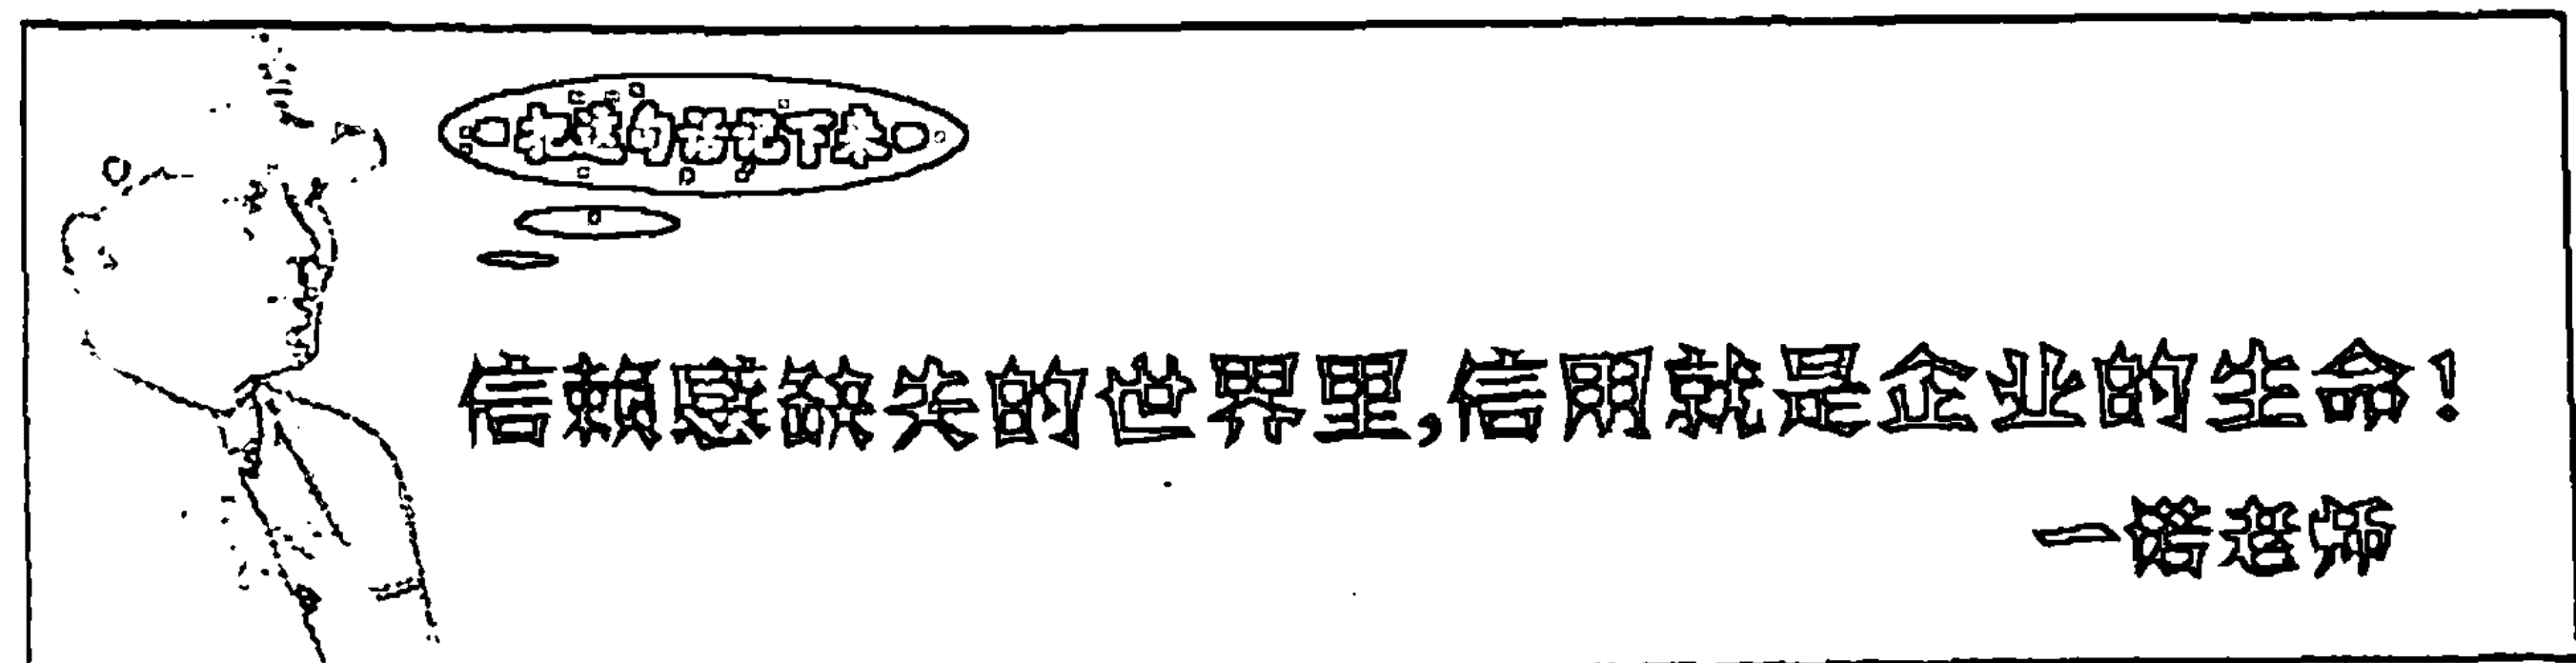 把这句话记下来
信赖感缺失的世界里,信用就是企业的生命!
一路老师